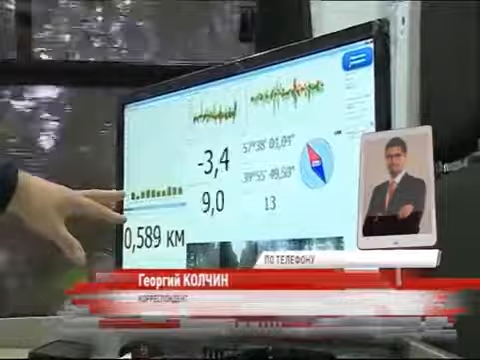 -3,4
57°38' 01,04"
9,0
39°55' 49,50"
13
0,589 КМ
ПО ТЕЛЕФОНУ
Георгий КОЛЧИН
КОРРЕСПОНДЕНТ